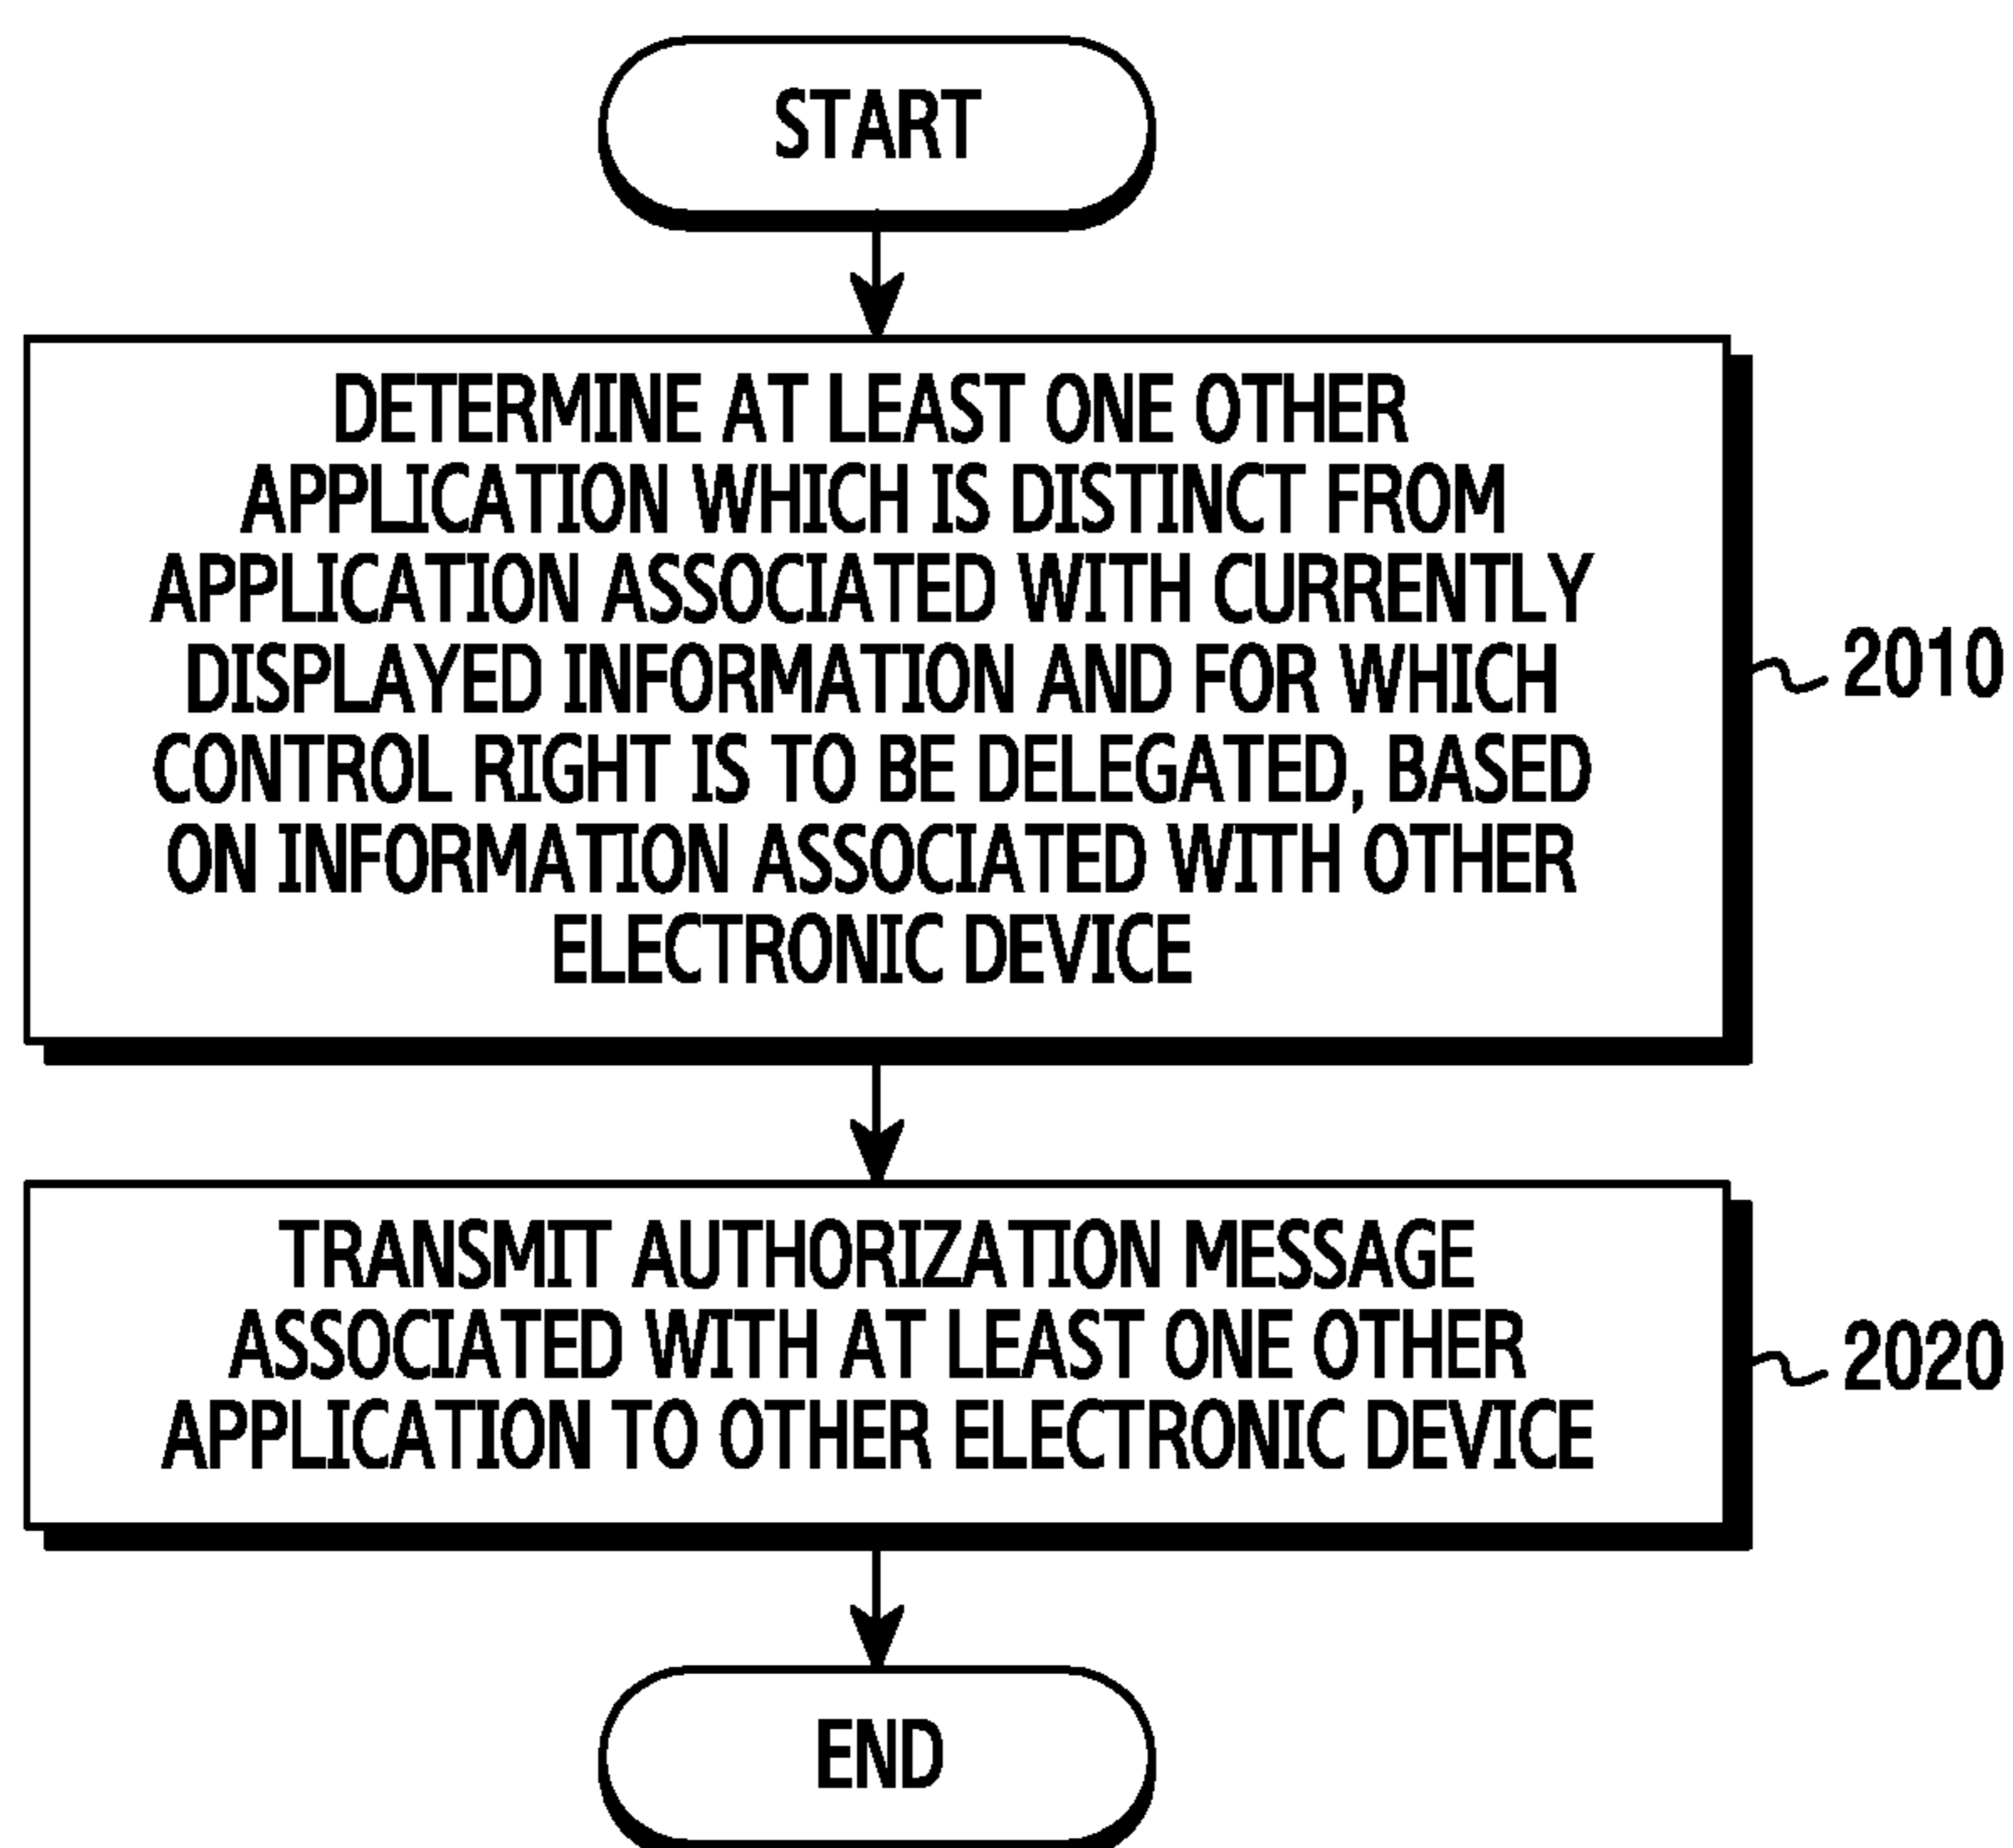 START
DETERMINE AT LEAST ONE OTHER
APPLICATION WHICH IS DISTINCT FROM
APPLICATION ASSOCIATED WITH CURRENTLY
DISPLAYED INFORMATION AND FOR WHICH
CONTROL RIGHT IS TO BE DELEGATED, BASED
ON INFORMATION ASSOCIATED WITH OTHER
ELECTRONIC DEVICE
2010
TRANSMIT AUTHORIZATION MESSAGE
ASSOCIATED WITH AT LEAST ONE OTHER
APPLICATION TO OTHER ELECTRONIC DEVICE
2020
END